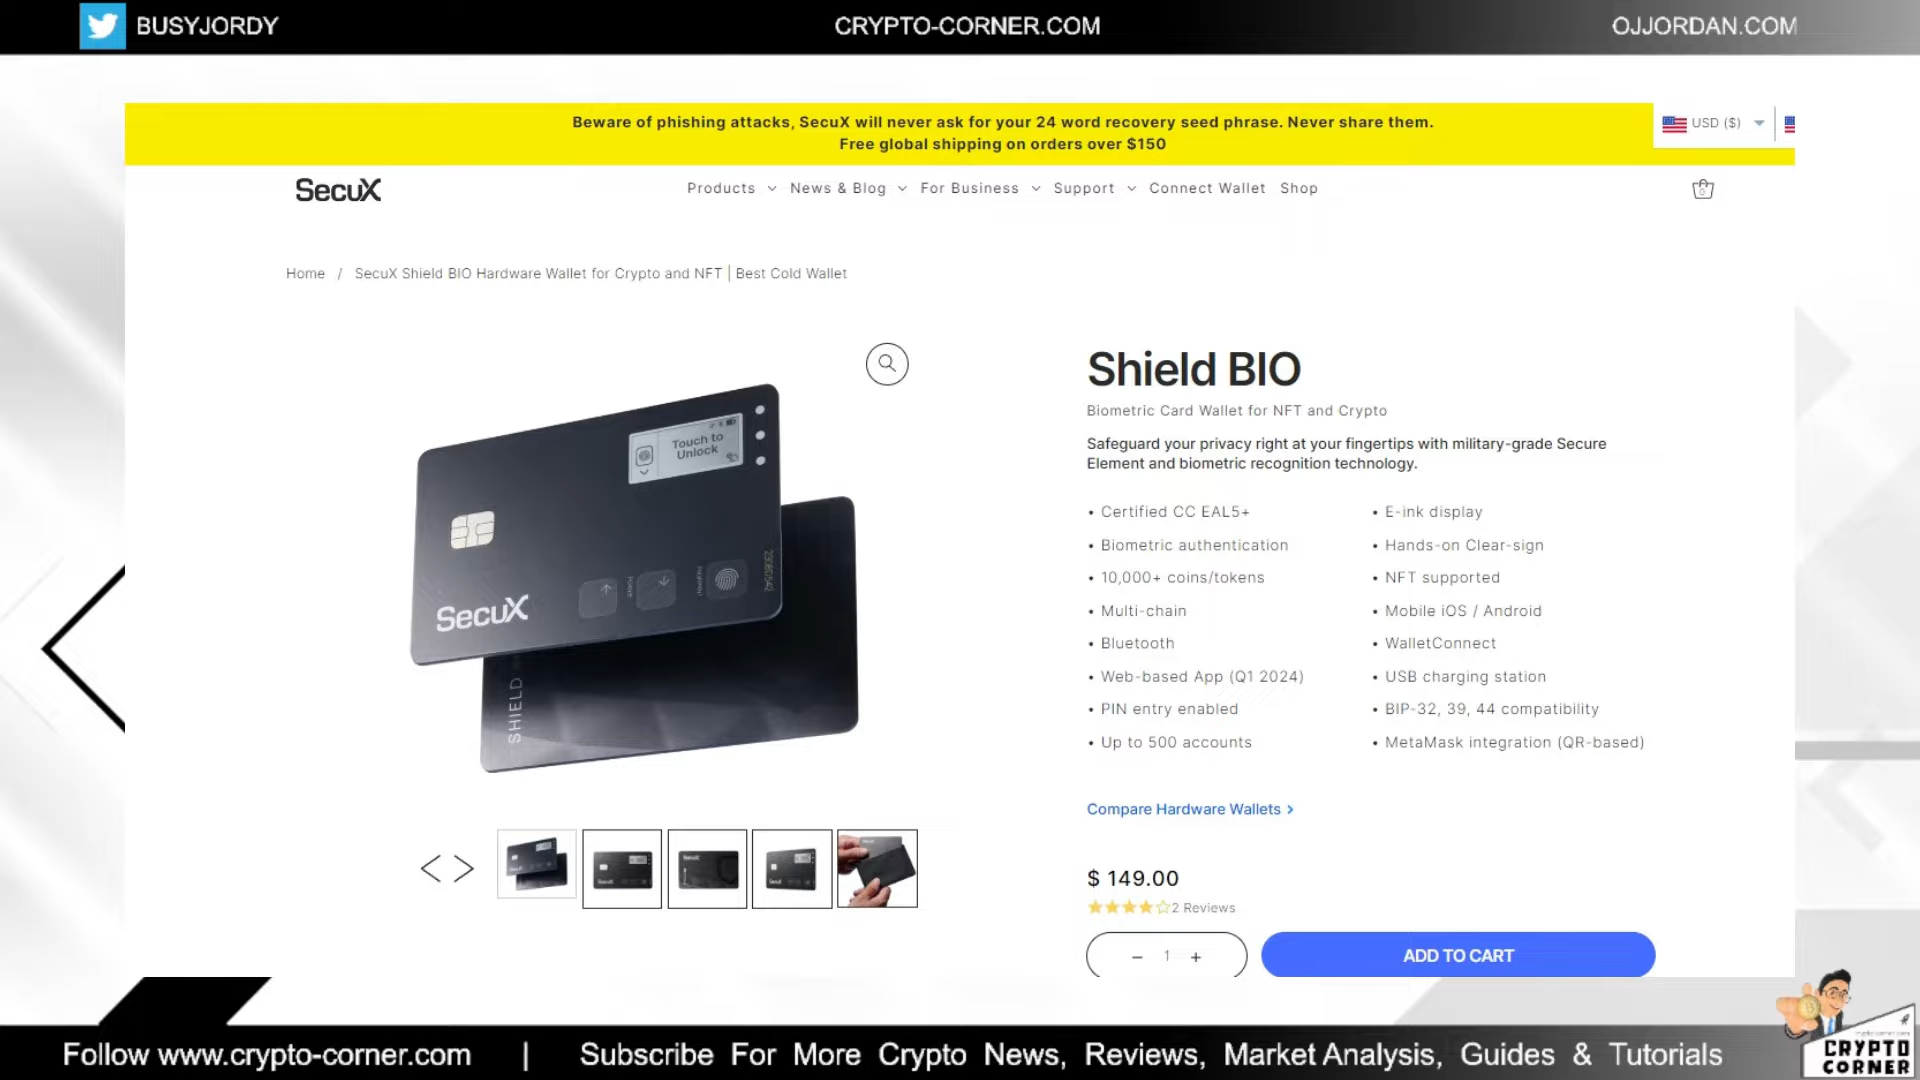 BUSYJORDY
CRYPTO-CORNER.COM
OJJORDAN.COM
Beware of phishing attacks, SecuX will never ask for your 24 word recovery seed phrase. Never share them.
Free global shipping on orders over $150
USD ($)
SecuX
Products
News & Blog
For Business
Support
Connect Wallet
Shop
0
Home / SecuX Shield BIO Hardware Wallet for Crypto and NFT | Best Cold Wallet
Touch to
Unlock
SecuX
SHIELD
Shield BIO
Biometric Card Wallet for NFT and Crypto
Safeguard your privacy right at your fingertips with military-grade Secure
Element and biometric recognition technology.
• Certified CC EAL5+
• Biometric authentication
• 10,000+ coins/tokens
• Multi-chain
• Bluetooth
• Web-based App (Q1 2024)
• PIN entry enabled
• Up to 500 accounts
• E-ink display
• Hands-on Clear-sign
• NFT supported
• Mobile iOS / Android
• WalletConnect
• USB charging station
• BIP-32, 39, 44 compatibility
• MetaMask integration (QR-based)
Compare Hardware Wallets >
$ 149.00
2 Reviews
− 1 +
ADD TO CART
Follow www.crypto-corner.com | Subscribe For More Crypto News, Reviews, Market Analysis, Guides & Tutorials
CRYPTO
CORNER